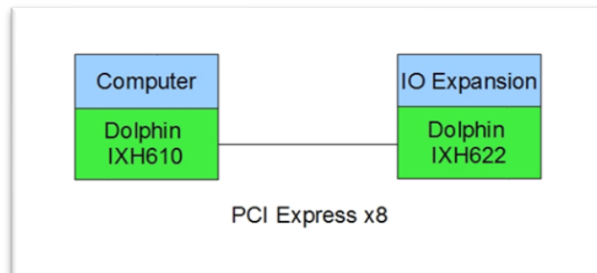 Computer
Dolphin
IXH610
IO Expansion
Dolphin
IXH622
PCI Express x8